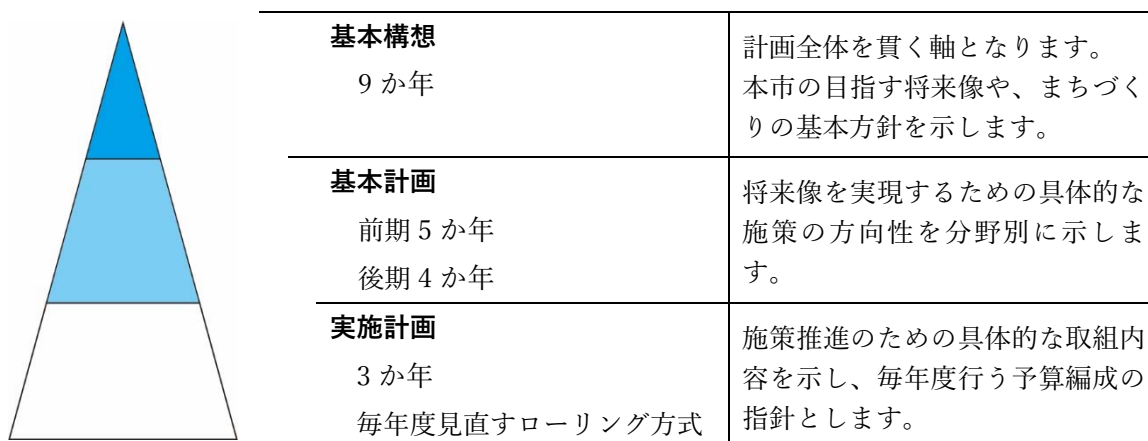 基本構想
9か年
計画全体を貫く軸となります。
本市の目指す将来像や、まちづく
りの基本方針を示します。
基本計画
前期5か年
後期4か年
将来像を実現するための具体的な
施策の方向性を分野別に示しま
す。
実施計画
3か年
毎年度見直すローリング方式
施策推進のための具体的な取組内
容を示し、毎年度行う予算編成の
指針とします。